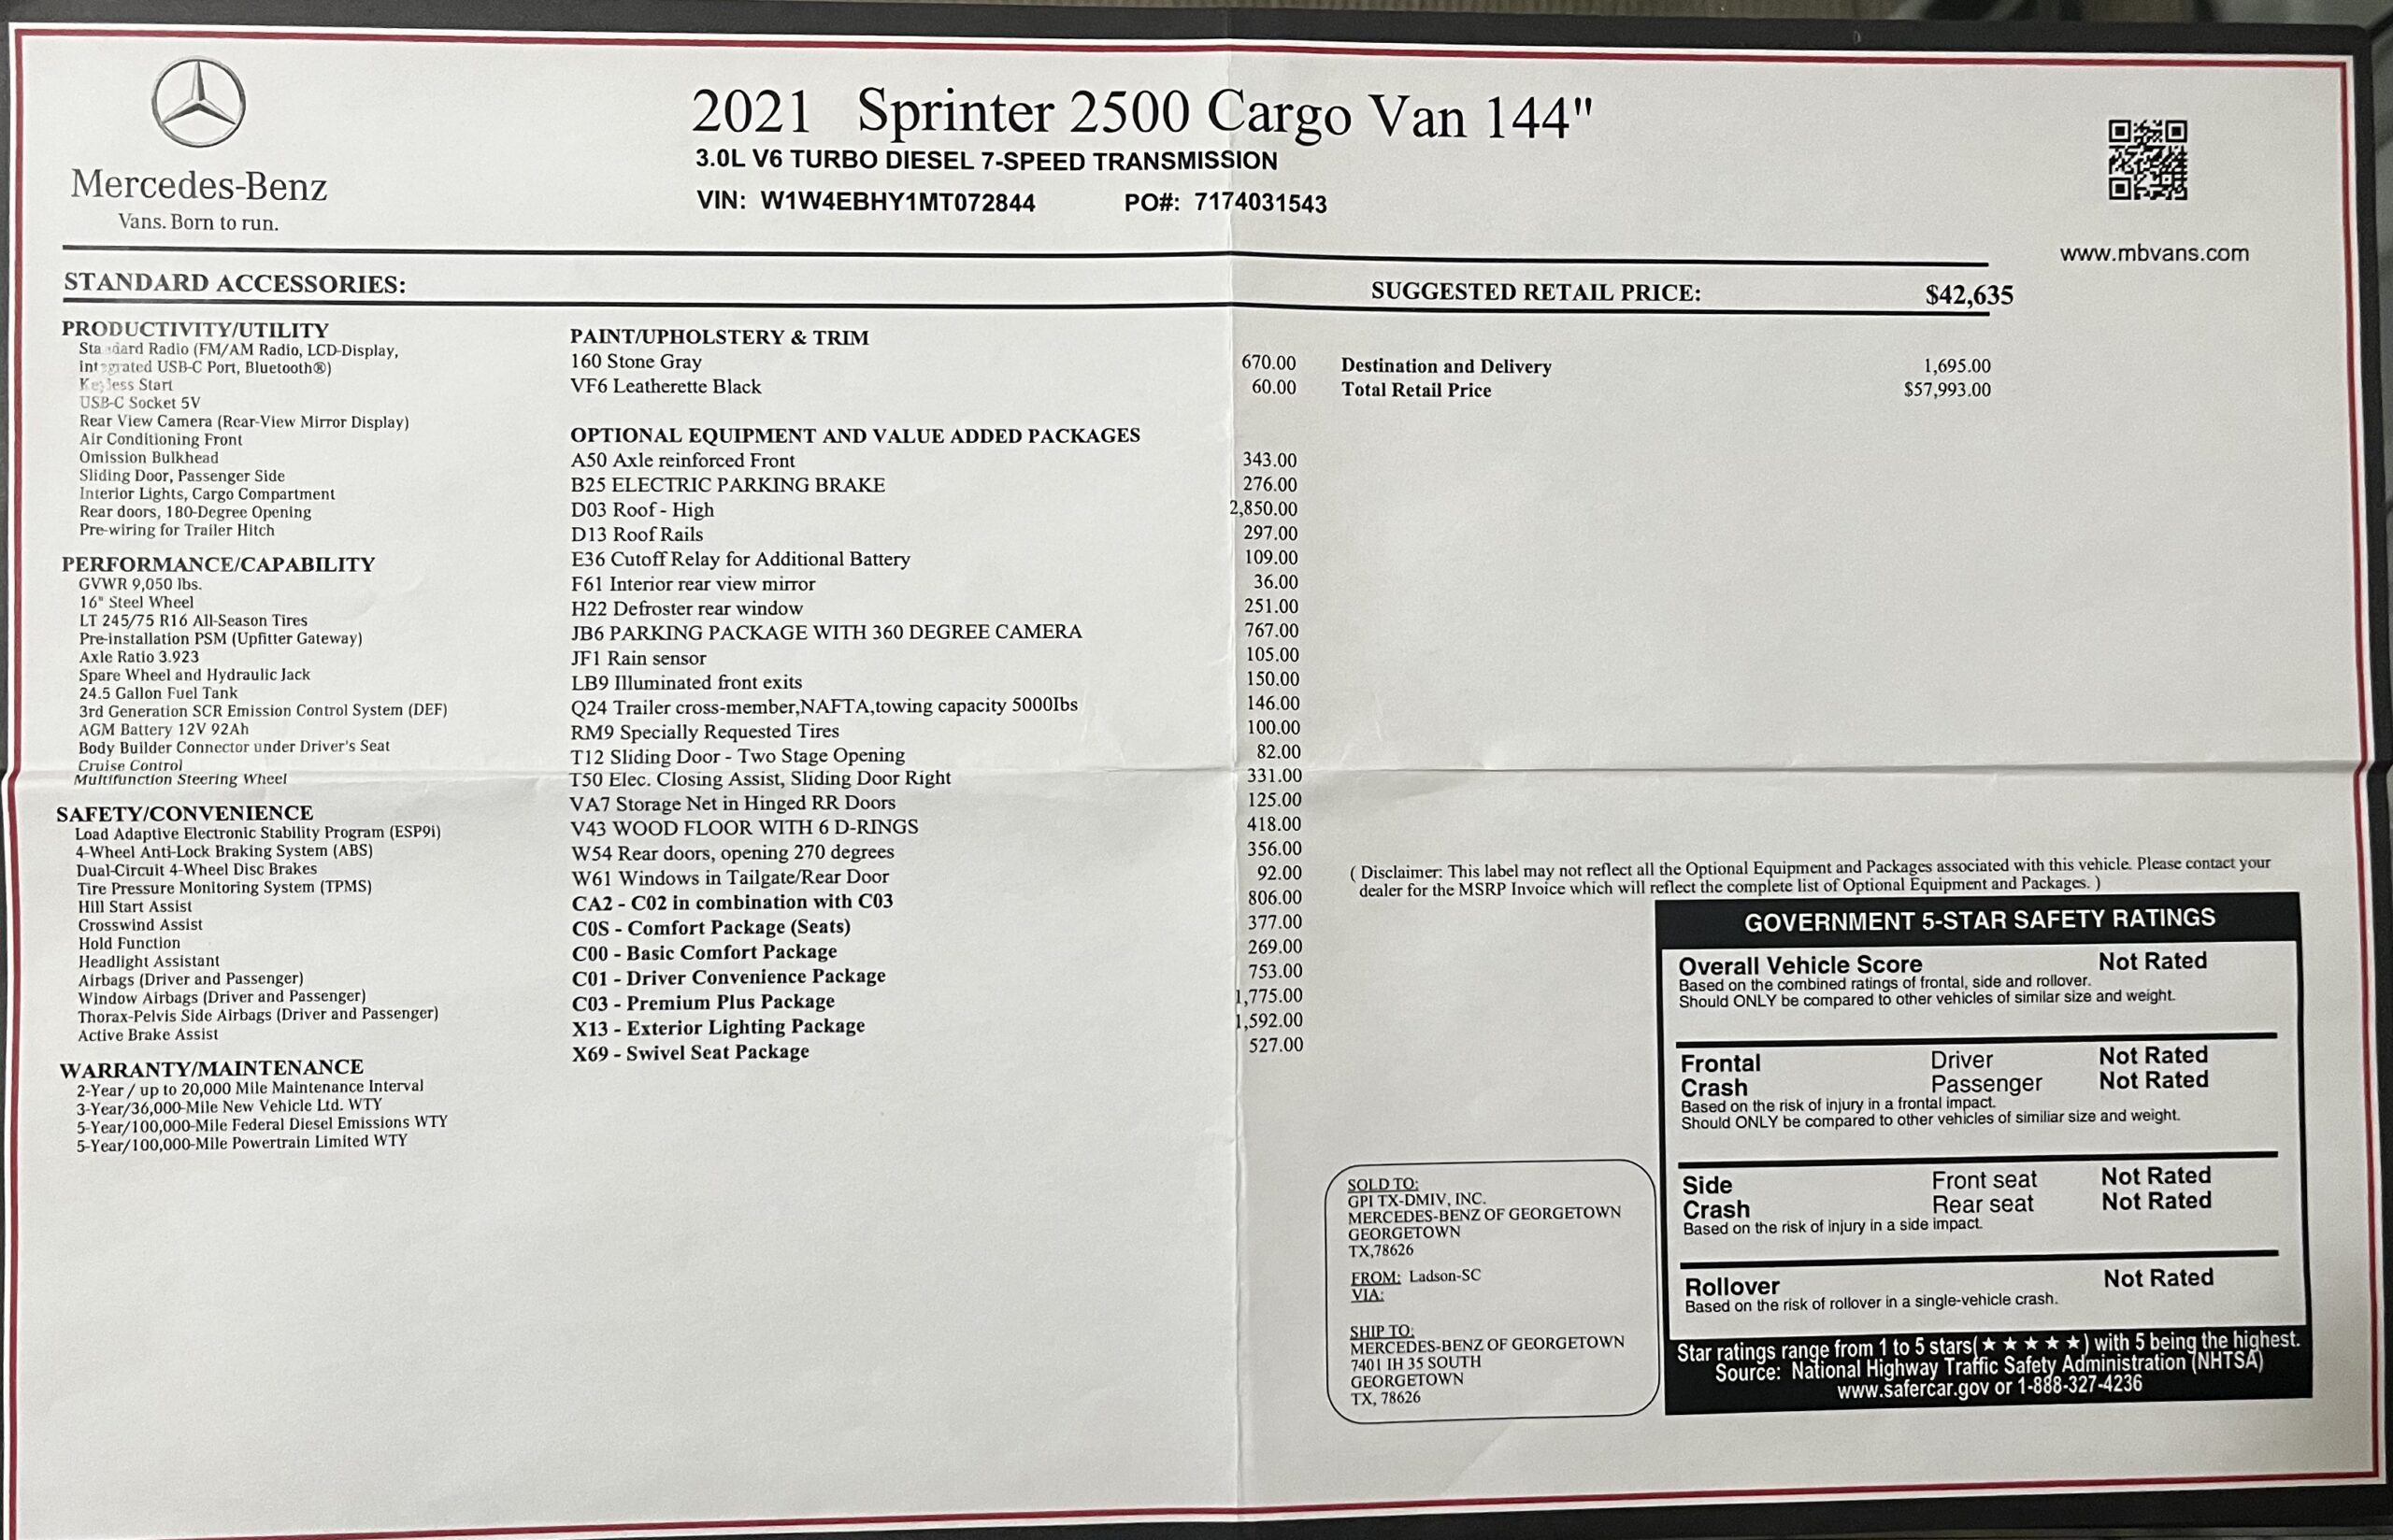 Mercedes-Benz
Vans. Born to run.
2021 Sprinter 2500 Cargo Van 144"
3.0L V6 TURBO DIESEL 7-SPEED TRANSMISSION
VIN: W1W4EBHY1MT072844 PO#: 7174031543
www.mbvans.com
STANDARD ACCESSORIES:
SUGGESTED RETAIL PRICE: $42,635
PRODUCTIVITY/UTILITY
Standard Radio (FM/AM Radio, LCD-Display,
integrated USB-C Port, Bluetooth®)
Keyless Start
USB-C Socket 5V
Rear View Camera (Rear-View Mirror Display)
Air Conditioning Front
Omission Bulkhead
Sliding Door, Passenger Side
Interior Lights, Cargo Compartment
Rear doors, 180-Degree Opening
Pre-wiring for Trailer Hitch
PERFORMANCE/CAPABILITY
GVWR 9,050 lbs.
16" Steel Wheel
LT 245/75 R16 All-Season Tires
Pre-installation PSM (Upfitter Gateway)
Axle Ratio 3.923
Spare Wheel and Hydraulic Jack
24.5 Gallon Fuel Tank
3rd Generation SCR Emission Control System (DEF)
AGM Battery 12V 92Ah
Body Builder Connector under Driver's Seat
Cruise Control
Multifunction Steering Wheel
SAFETY/CONVENIENCE
Load Adaptive Electronic Stability Program (ESP9i)
4-Wheel Anti-Lock Braking System (ABS)
Dual-Circuit 4-Wheel Disc Brakes
Tire Pressure Monitoring System (TPMS)
Hill Start Assist
Crosswind Assist
Hold Function
Headlight Assistant
Airbags (Driver and Passenger)
Window Airbags (Driver and Passenger)
Thorax-Pelvis Side Airbags (Driver and Passenger)
Active Brake Assist
WARRANTY/MAINTENANCE
2-Year / up to 20,000 Mile Maintenance Interval
3-Year/36,000-Mile New Vehicle Ltd. WTY
5-Year/100,000-Mile Federal Diesel Emissions WTY
5-Year/100,000-Mile Powertrain Limited WTY
PAINT/UPHOLSTERY & TRIM
160 Stone Gray 670.00
VF6 Leatherette Black 60.00
OPTIONAL EQUIPMENT AND VALUE ADDED PACKAGES
A50 Axle reinforced Front 343.00
B25 ELECTRIC PARKING BRAKE 276.00
D03 Roof - High 2,850.00
D13 Roof Rails 297.00
E36 Cutoff Relay for Additional Battery 109.00
F61 Interior rear view mirror 36.00
H22 Defroster rear window 251.00
JB6 PARKING PACKAGE WITH 360 DEGREE CAMERA 767.00
JF1 Rain sensor 105.00
LB9 Illuminated front exits 150.00
Q24 Trailer cross-member,NAFTA,towing capacity 5000Ibs 146.00
RM9 Specially Requested Tires 100.00
T12 Sliding Door - Two Stage Opening 82.00
T50 Elec. Closing Assist, Sliding Door Right 331.00
VA7 Storage Net in Hinged RR Doors 125.00
V43 WOOD FLOOR WITH 6 D-RINGS 418.00
W54 Rear doors, opening 270 degrees 356.00
W61 Windows in Tailgate/Rear Door 92.00
CA2 - C02 in combination with C03 806.00
C0S - Comfort Package (Seats) 377.00
C00 - Basic Comfort Package 269.00
C01 - Driver Convenience Package 753.00
C03 - Premium Plus Package 1,775.00
X13 - Exterior Lighting Package 1,592.00
X69 - Swivel Seat Package 527.00
Destination and Delivery 1,695.00
Total Retail Price $57,993.00
( Disclaimer: This label may not reflect all the Optional Equipment and Packages associated with this vehicle. Please contact your
dealer for the MSRP Invoice which will reflect the complete list of Optional Equipment and Packages. )
SOLD TO:
GPI TX-DMIV, INC.
MERCEDES-BENZ OF GEORGETOWN
GEORGETOWN
TX,78626
FROM: Ladson-SC
VIA:
SHIP TO:
MERCEDES-BENZ OF GEORGETOWN
7401 IH 35 SOUTH
GEORGETOWN
TX, 78626
GOVERNMENT 5-STAR SAFETY RATINGS
Overall Vehicle Score Not Rated
Based on the combined ratings of frontal, side and rollover.
Should ONLY be compared to other vehicles of similar size and weight.
Frontal Driver Not Rated
Crash Passenger Not Rated
Based on the risk of injury in a frontal impact.
Should ONLY be compared to other vehicles of similiar size and weight.
Side Front seat Not Rated
Crash Rear seat Not Rated
Based on the risk of injury in a side impact.
Rollover Not Rated
Based on the risk of rollover in a single-vehicle crash.
Star ratings range from 1 to 5 stars(★★★★★) with 5 being the highest.
Source: National Highway Traffic Safety Administration (NHTSA)
www.safercar.gov or 1-888-327-4236